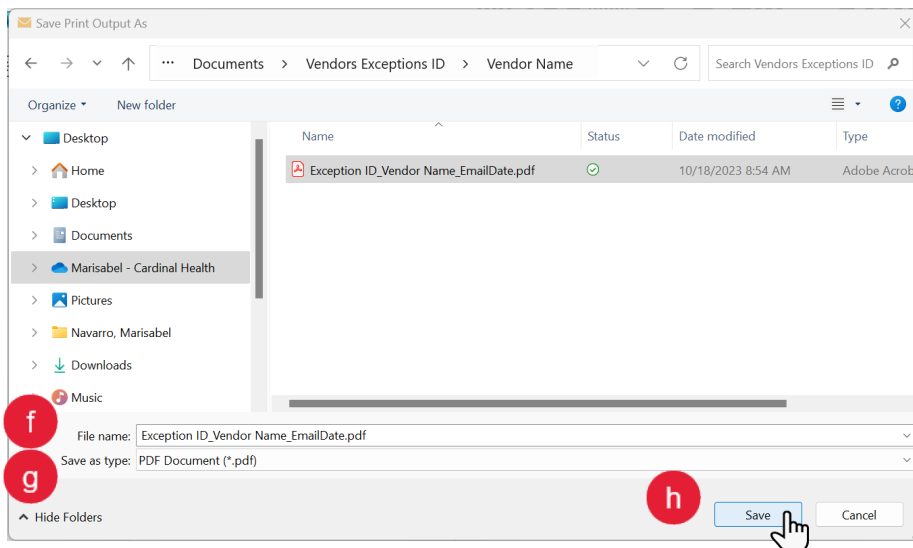 Save Print Output As
Documents > Vendors Exceptions ID > Vendor Name
Search Vendors Exceptions ID
Organize
New folder
Name
Status
Date modified
Type
Desktop
Home
Exception ID_Vendor Name_EmailDate.pdf
10/18/2023 8:54 AM
Adobe Acrob
Desktop
Documents
Marisabel - Cardinal Health
Pictures
Navarro, Marisabel
Downloads
Music
f
File name: Exception ID_Vendor Name_EmailDate.pdf
g
Save as type: PDF Document (*.pdf)
h
Hide Folders
Save
Cancel